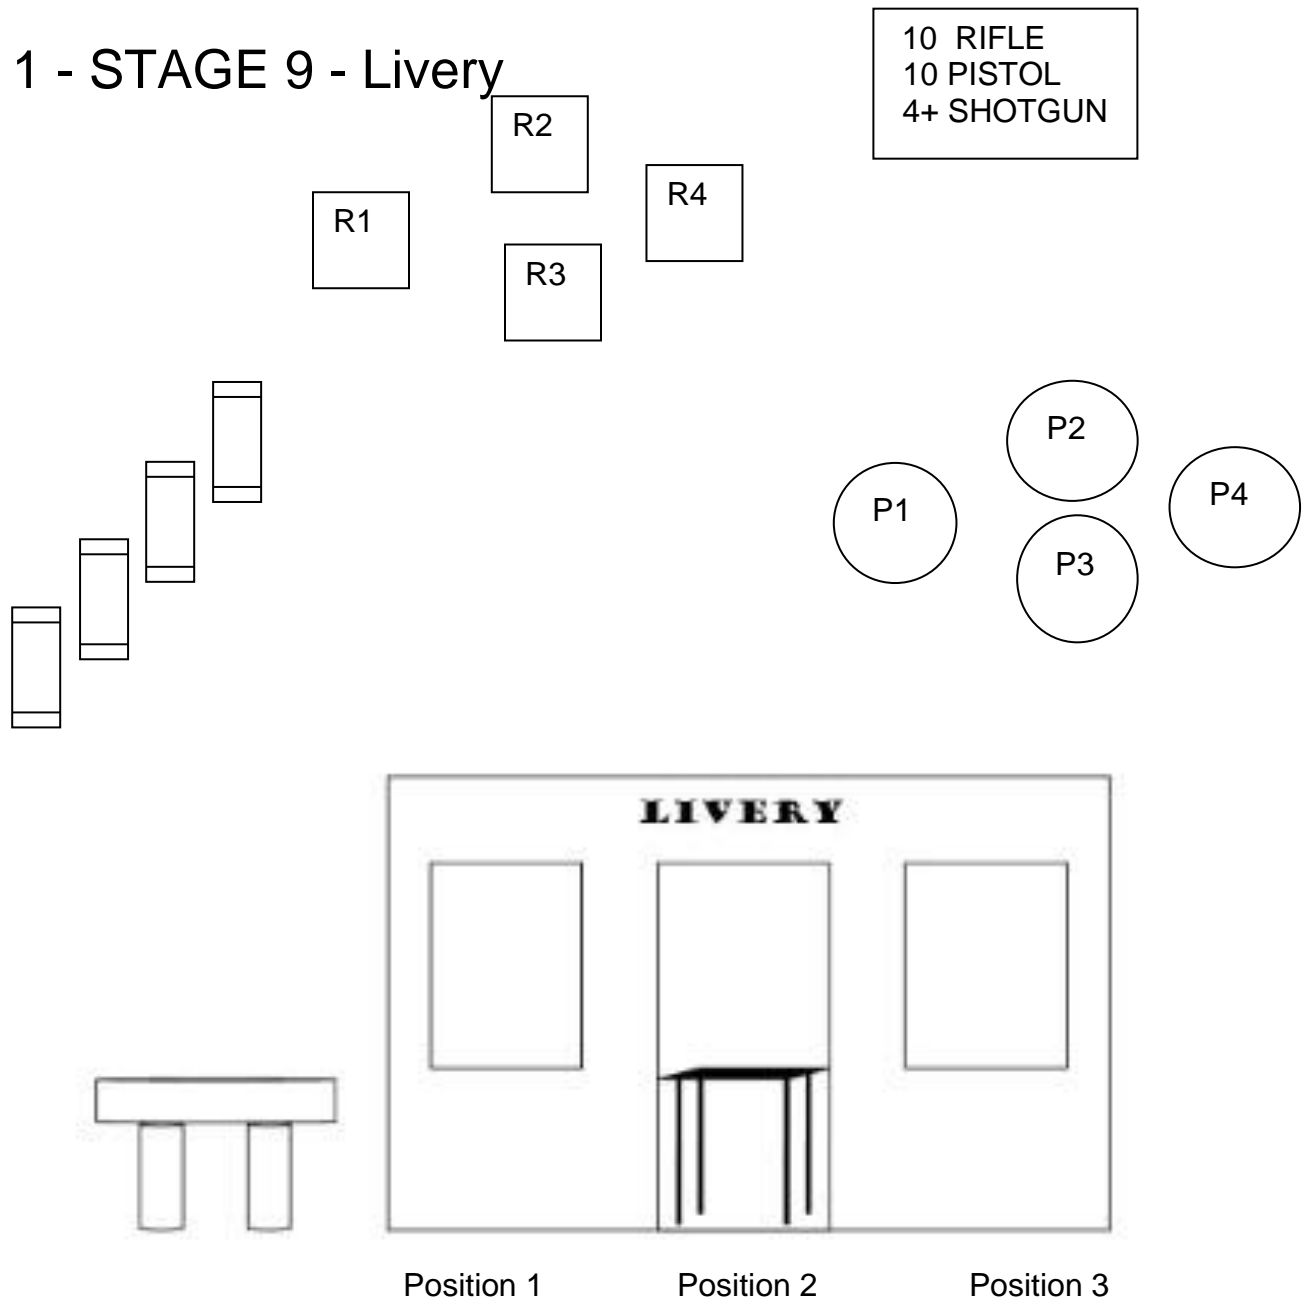 1 - STAGE 9 - Livery
10  RIFLE
10 PISTOL
4+ SHOTGUN
R2
R4
R1
R3
P2
P4
P1
P3
LIVERY
Position 1
Position 2
Position 3